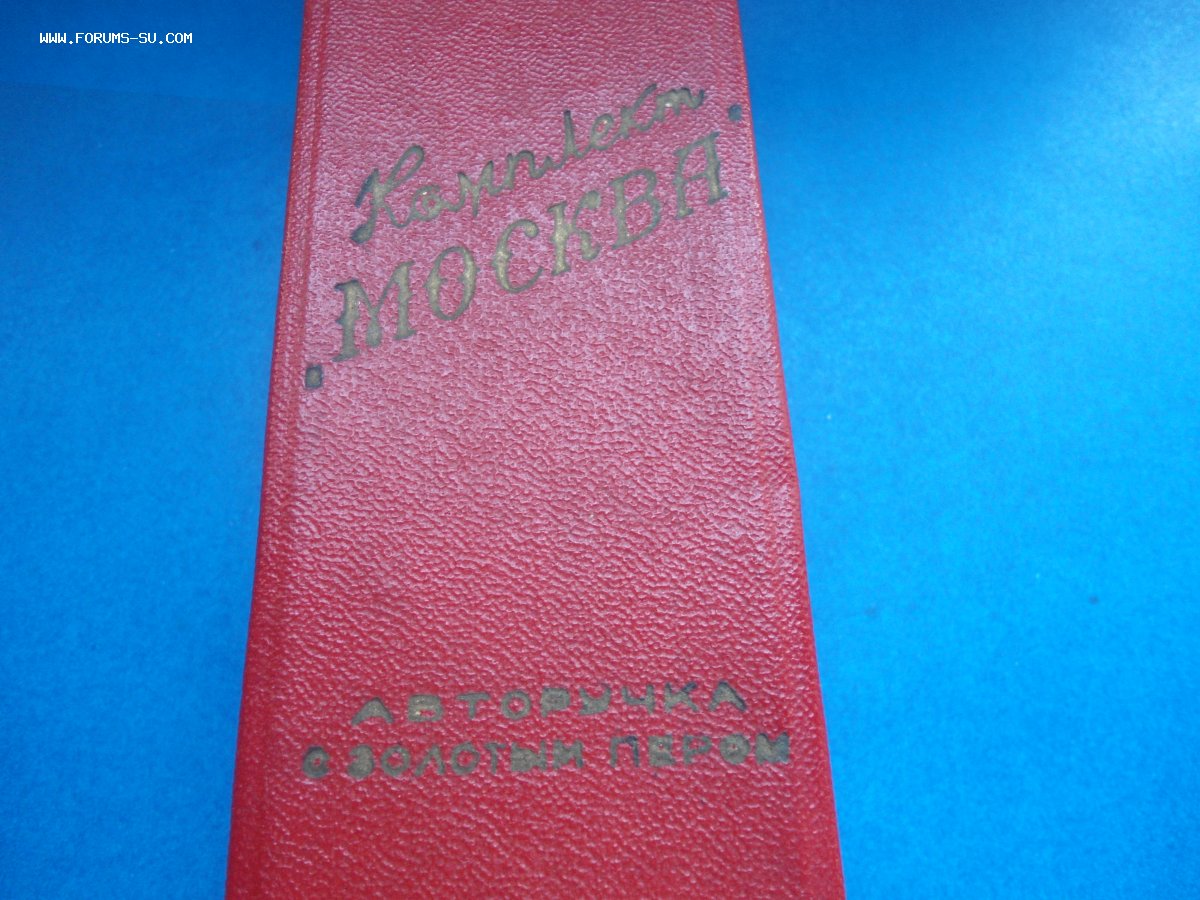 WWW.FORUMS-SU.COM
Комплект
МОСКВА
АВТОРУЧКА
С ЗОЛОТЫМ ПЕРОМ